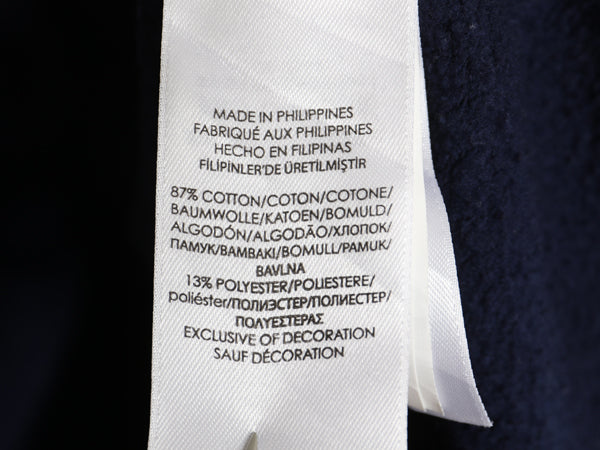 MADE IN PHILIPPINES
FABRIQUÉ AUX PHILIPPINES
HECHO EN FILIPINAS
FİLİPİNLER'DE ÜRETİLMİŞTİR
87% COTTON/COTON/COTONE/
BAUMWOLLE/KATOEN/BOMULD/
ALGODÓN/ALGODÃO/ХЛОПОК/
ПАМУК/ΒΑΜΒΑΚΙ/BOMULL/PAMUK/
BAVLNA
13% POLYESTER/POLIESTERE/
poliéster/ПОЛИЭСТЕР/ПОЛИЕСТЕР/
ΠΟΛΥΕΣΤΕΡΑΣ
EXCLUSIVE OF DECORATION
SAUF DÉCORATION